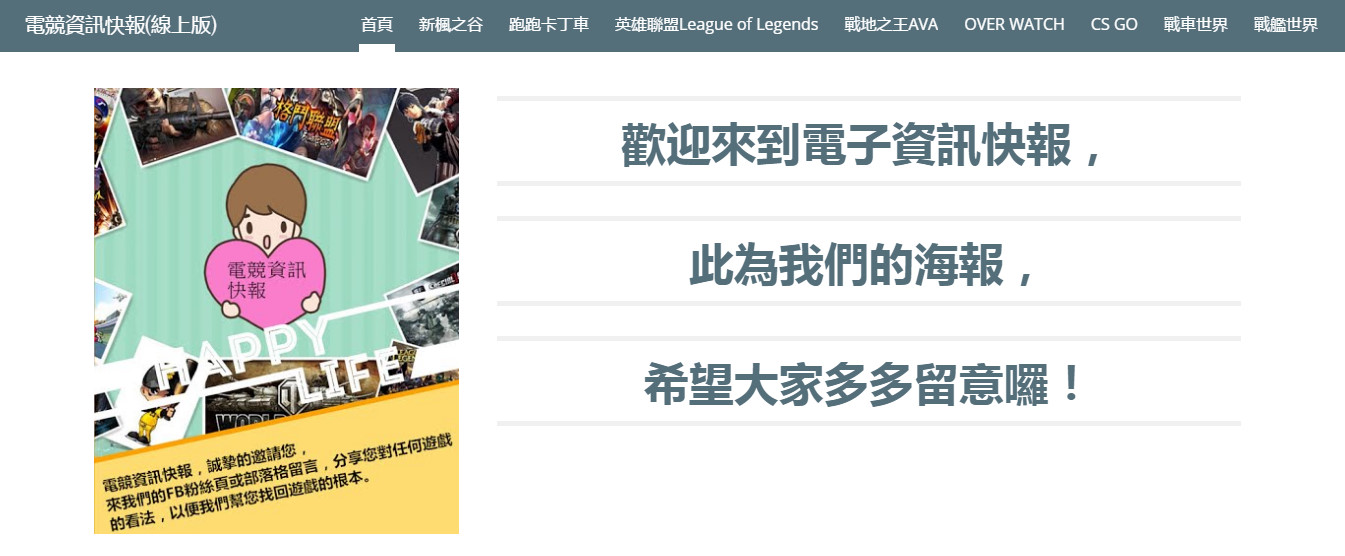 電競資訊快報(線上版)
首頁 新楓之谷 跑跑卡丁車 英雄聯盟League of Legends 戰地之王AVA OVER WATCH CS GO 戰車世界 戰艦世界
格鬥聯盟
電競資訊
快報
HAPPY
LIFE
電競資訊快報，誠摯的邀請您，
來我們的FB粉絲頁或部落格留言，分享您對任何遊戲
的看法，以便我們幫您找回遊戲的根本。
歡迎來到電子資訊快報，
此為我們的海報，
希望大家多多留意囉！